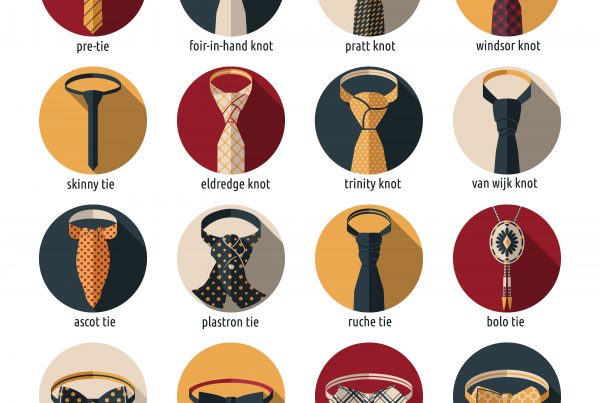 pre-tie
foir-in-hand knot
pratt knot
windsor knot
skinny tie
eldredge knot
trinity knot
van wijk knot
ascot tie
plastron tie
ruche tie
bolo tie